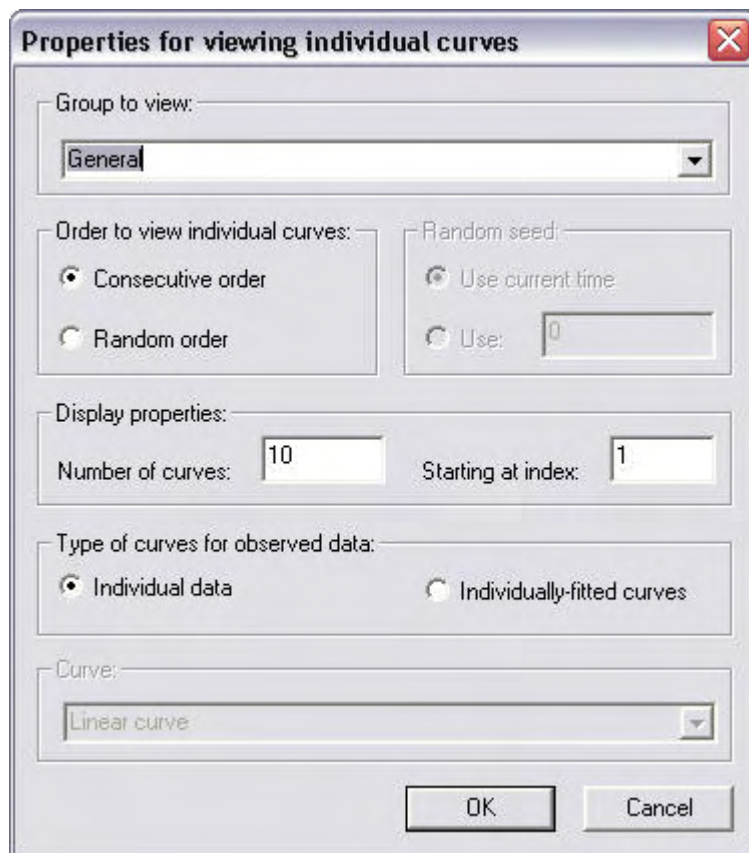 Properties for viewing individual curves
Group to view:
General
Order to view individual curves:
Consecutive order
Random order
Random seed:
Use current time
Use: 0
Display properties:
Number of curves: 10 Starting at index: 1
Type of curves for observed data:
Individual data Individually-fitted curves
Curve:
Linear curve
OK Cancel